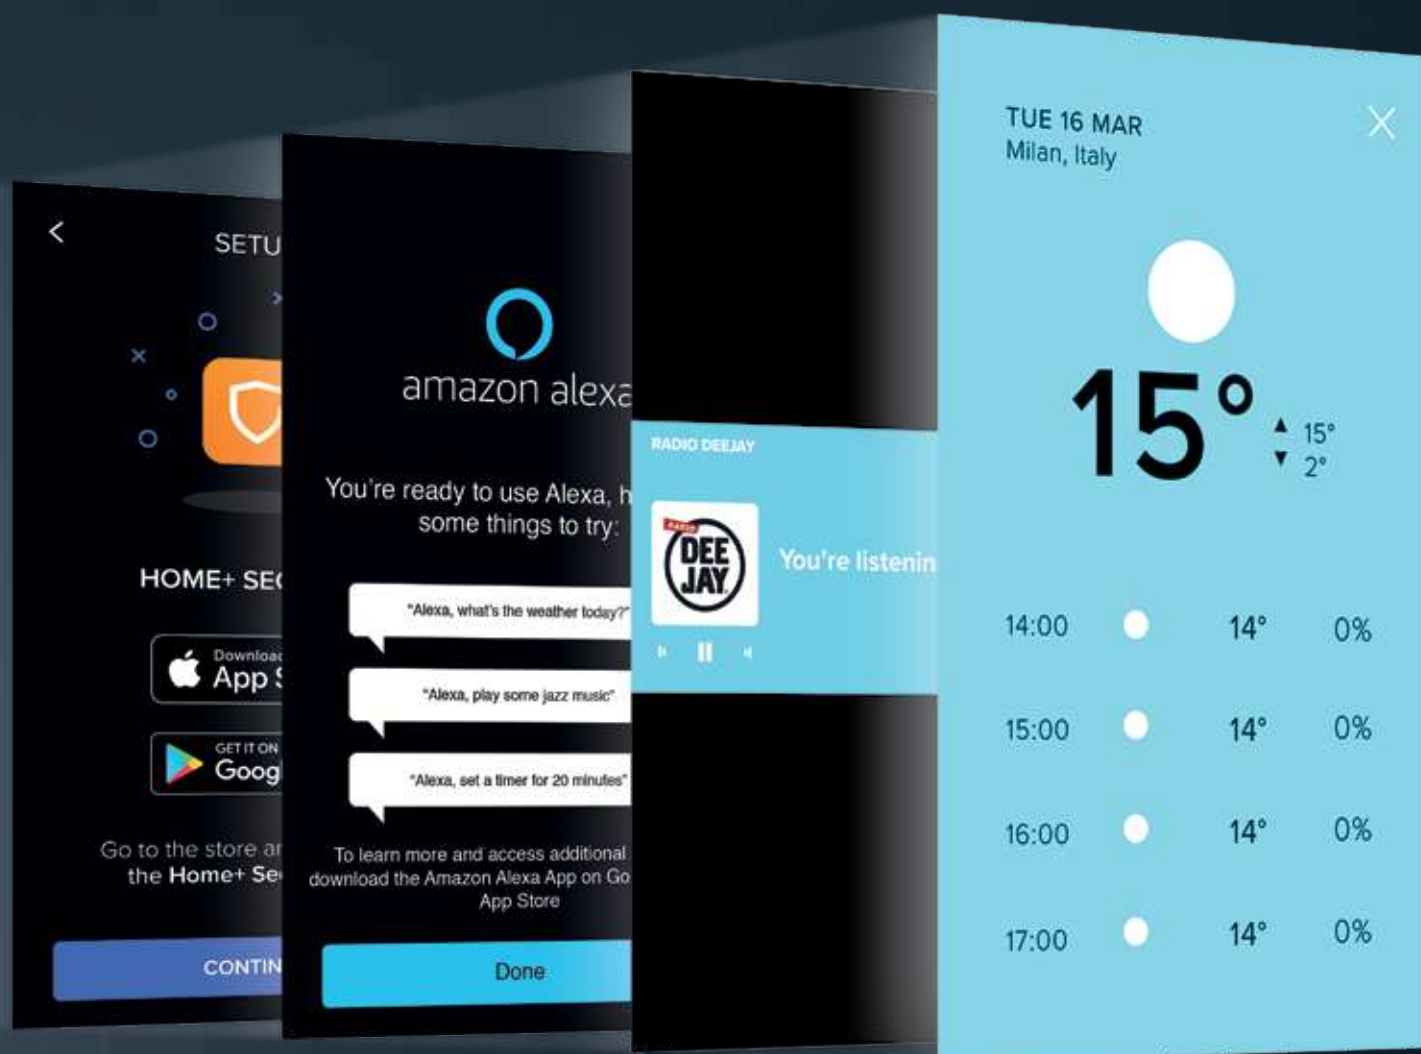 SETU
HOME+ SEC
Download
App S
GET IT ON
Goog
Go to the store an
the Home+ Se
CONTIN
amazon alexa
You're ready to use Alexa, h
some things to try:
"Alexa, what's the weather today?"
"Alexa, play some jazz music"
"Alexa, set a timer for 20 minutes"
To learn more and access additional
download the Amazon Alexa App on Go
App Store
Done
RADIO DEEJAY
RADIO
DEE
JAY
You're listenin
TUE 16 MAR
Milan, Italy
15°
▲ 15°
▼ 2°
14:00 14° 0%
15:00 14° 0%
16:00 14° 0%
17:00 14° 0%